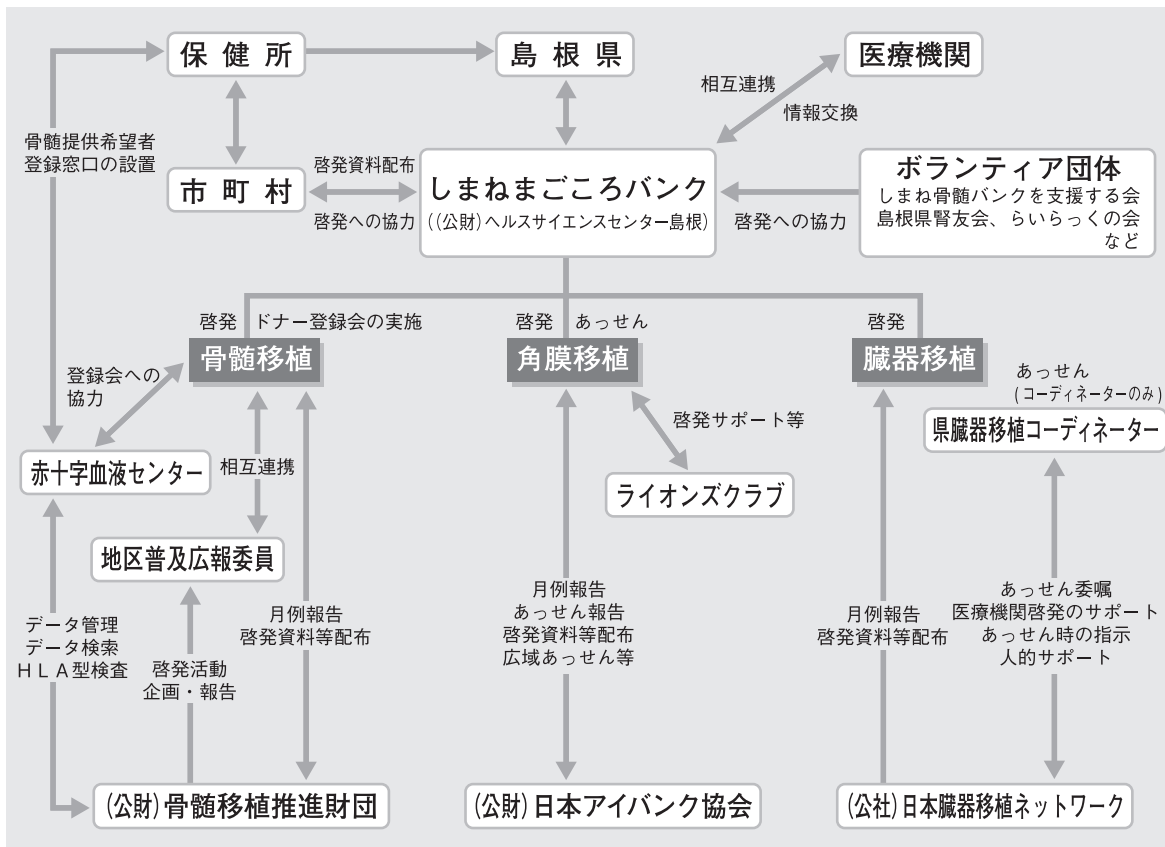 保健所
島根県
医療機関
相互連携
情報交換
骨髄提供希望者
登録窓口の設置
市町村
啓発資料配布
啓発への協力
しまねまごころバンク
((公財)ヘルスサイエンスセンター島根)
啓発への協力
ボランティア団体
しまね骨髄バンクを支援する会
島根県腎友会、らいらっくの会
など
啓発
ドナー登録会の実施
啓発
あっせん
啓発
骨髄移植
角膜移植
臓器移植
登録会への
協力
あっせん
(コーディネーターのみ)
県臓器移植コーディネーター
啓発サポート等
赤十字血液センター
相互連携
ライオンズクラブ
地区普及広報委員
データ管理
データ検索
HLA型検査
啓発活動
企画・報告
月例報告
啓発資料等配布
月例報告
あっせん報告
啓発資料等配布
広域あっせん等
月例報告
啓発資料等配布
あっせん委嘱
医療機関啓発のサポート
あっせん時の指示
人的サポート
(公財)骨髄移植推進財団
(公財)日本アイバンク協会
(公社)日本臓器移植ネットワーク